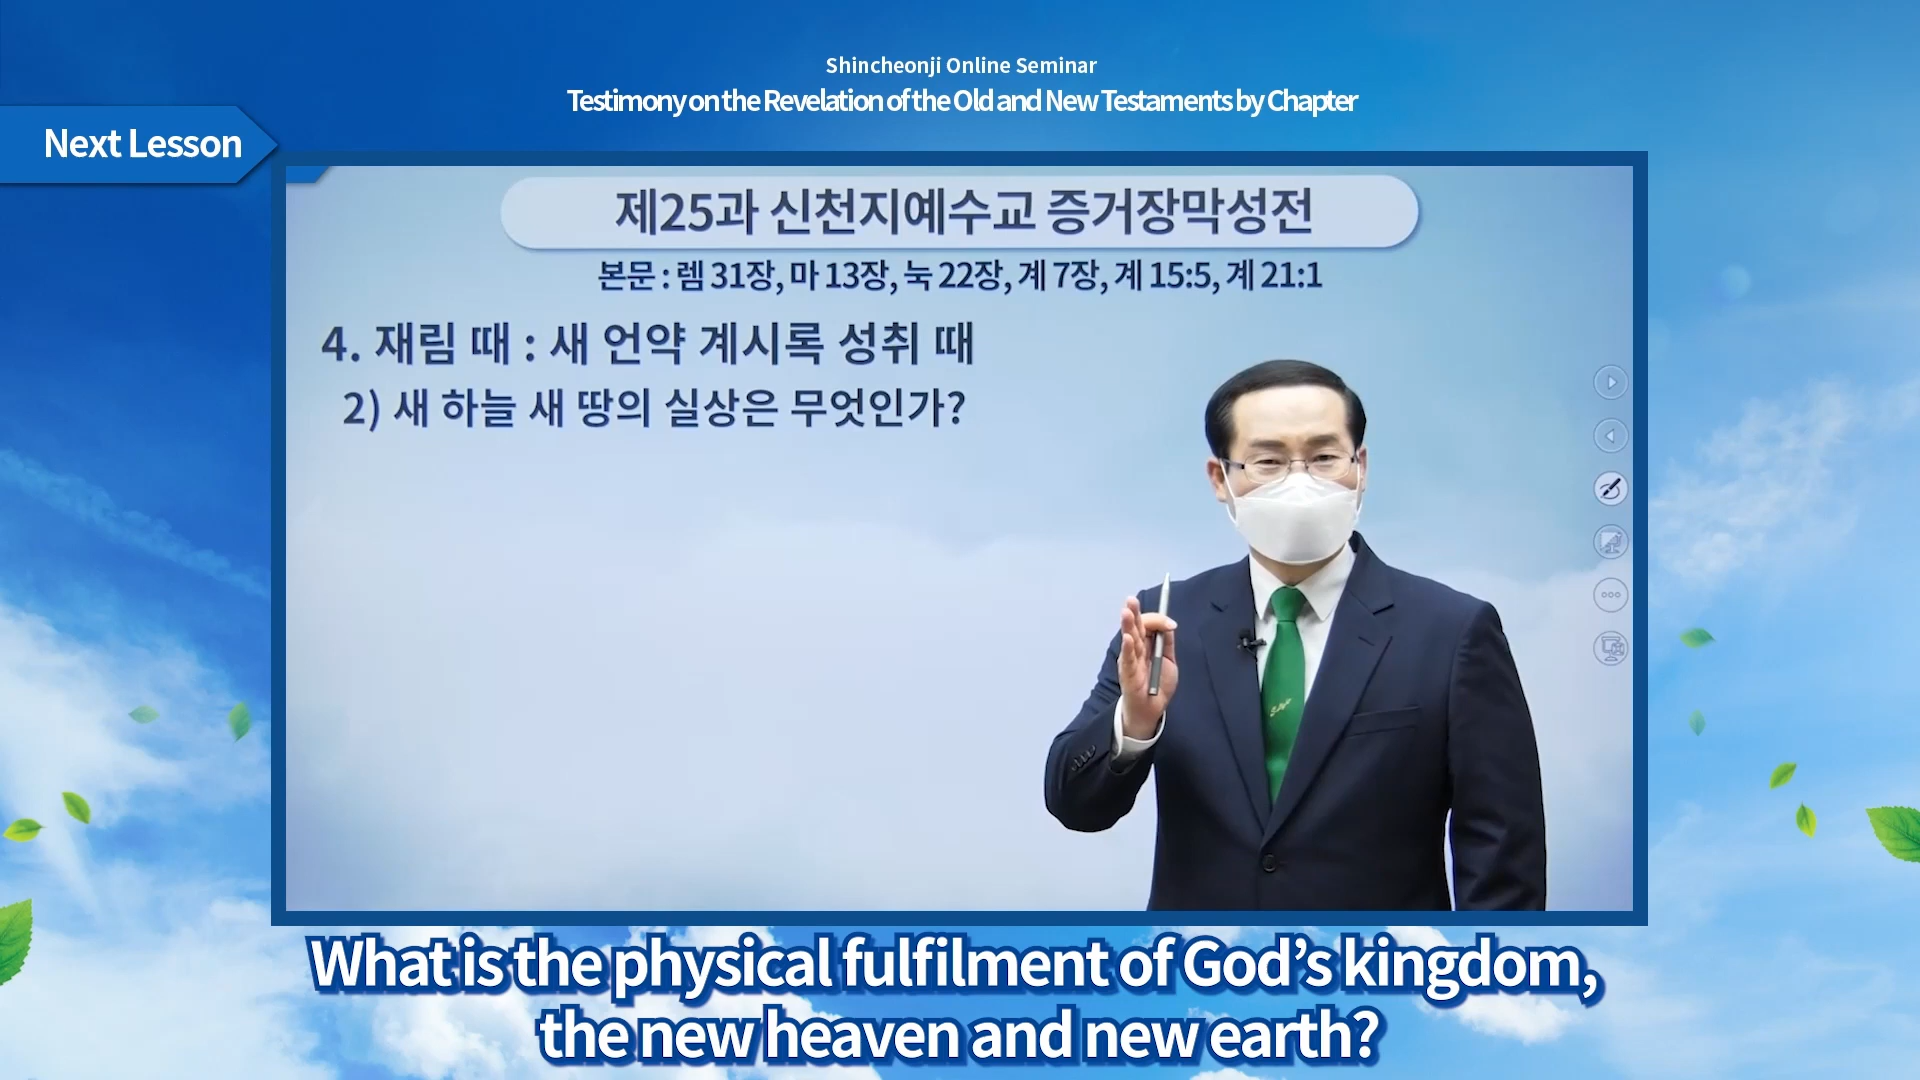 Shincheonji Online Seminar
Testimony on the Revelation of the Old and New Testaments by Chapter
Next Lesson
제25과 신천지예수교 증거장막성전
본문 : 렘 31장, 마 13장, 눅 22장, 계 7장, 계 15:5, 계 21:1
4. 재림 때 : 새 언약 계시록 성취 때
2) 새 하늘 새 땅의 실상은 무엇인가?
What is the physical fulfilment of God's kingdom,
the new heaven and new earth?